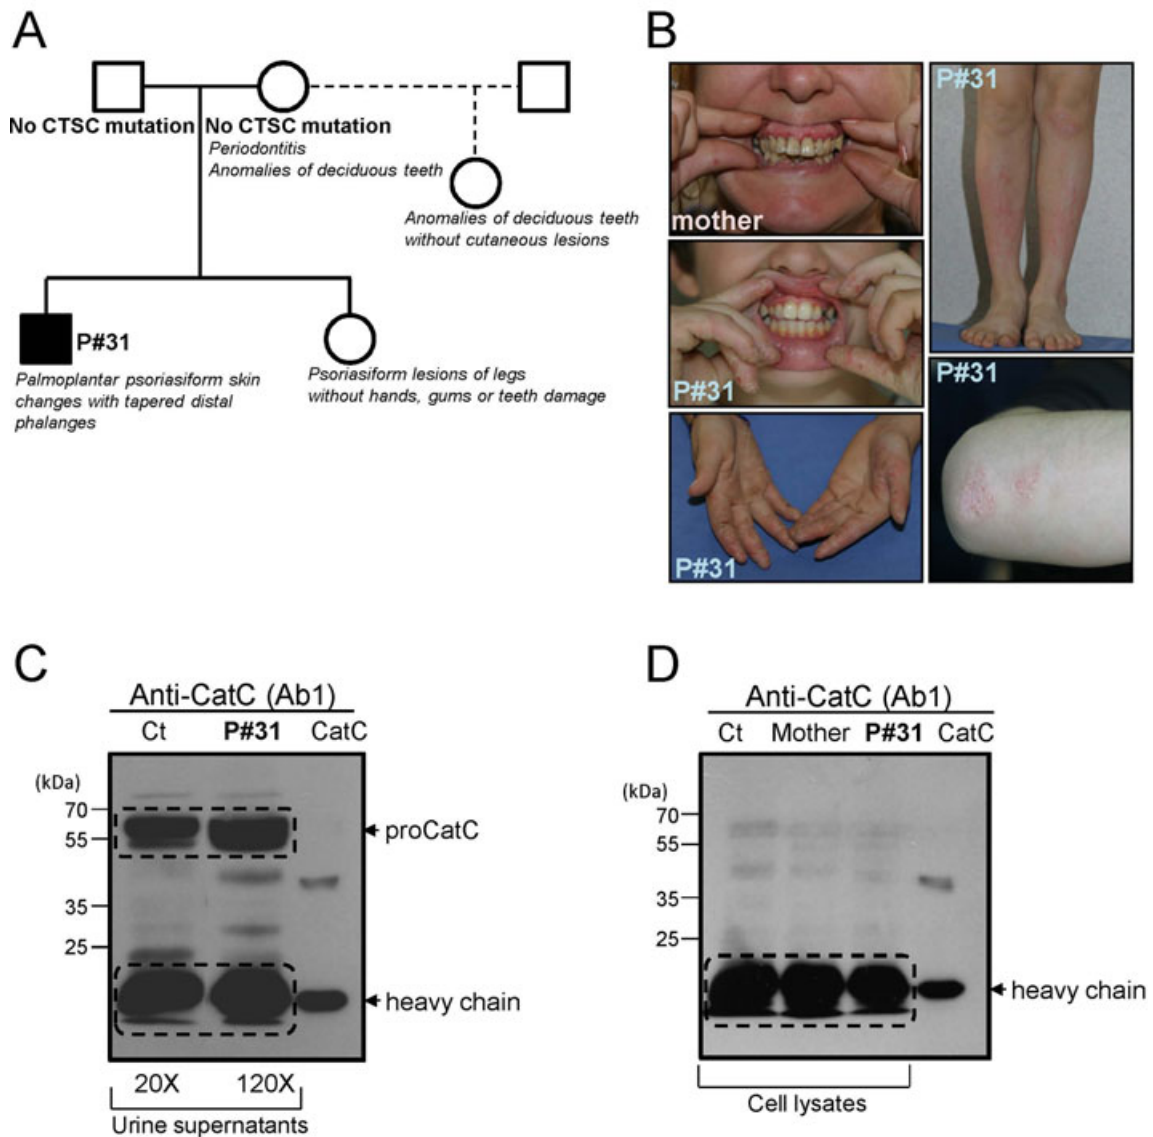 A
No CTSC mutation
No CTSC mutation
Periodontitis
Anomalies of deciduous teeth
Anomalies of deciduous teeth
without cutaneous lesions
P#31
Palmoplantar psoriasiform skin
changes with tapered distal
phalanges
Psoriasiform lesions of legs
without hands, gums or teeth damage
B
mother
P#31
P#31
P#31
P#31
C
Anti-CatC (Ab1)
Ct P#31 CatC
(kDa)
70
55
35
25
proCatC
heavy chain
20X 120X
Urine supernatants
D
Anti-CatC (Ab1)
Ct Mother P#31 CatC
(kDa)
70
55
35
25
heavy chain
Cell lysates